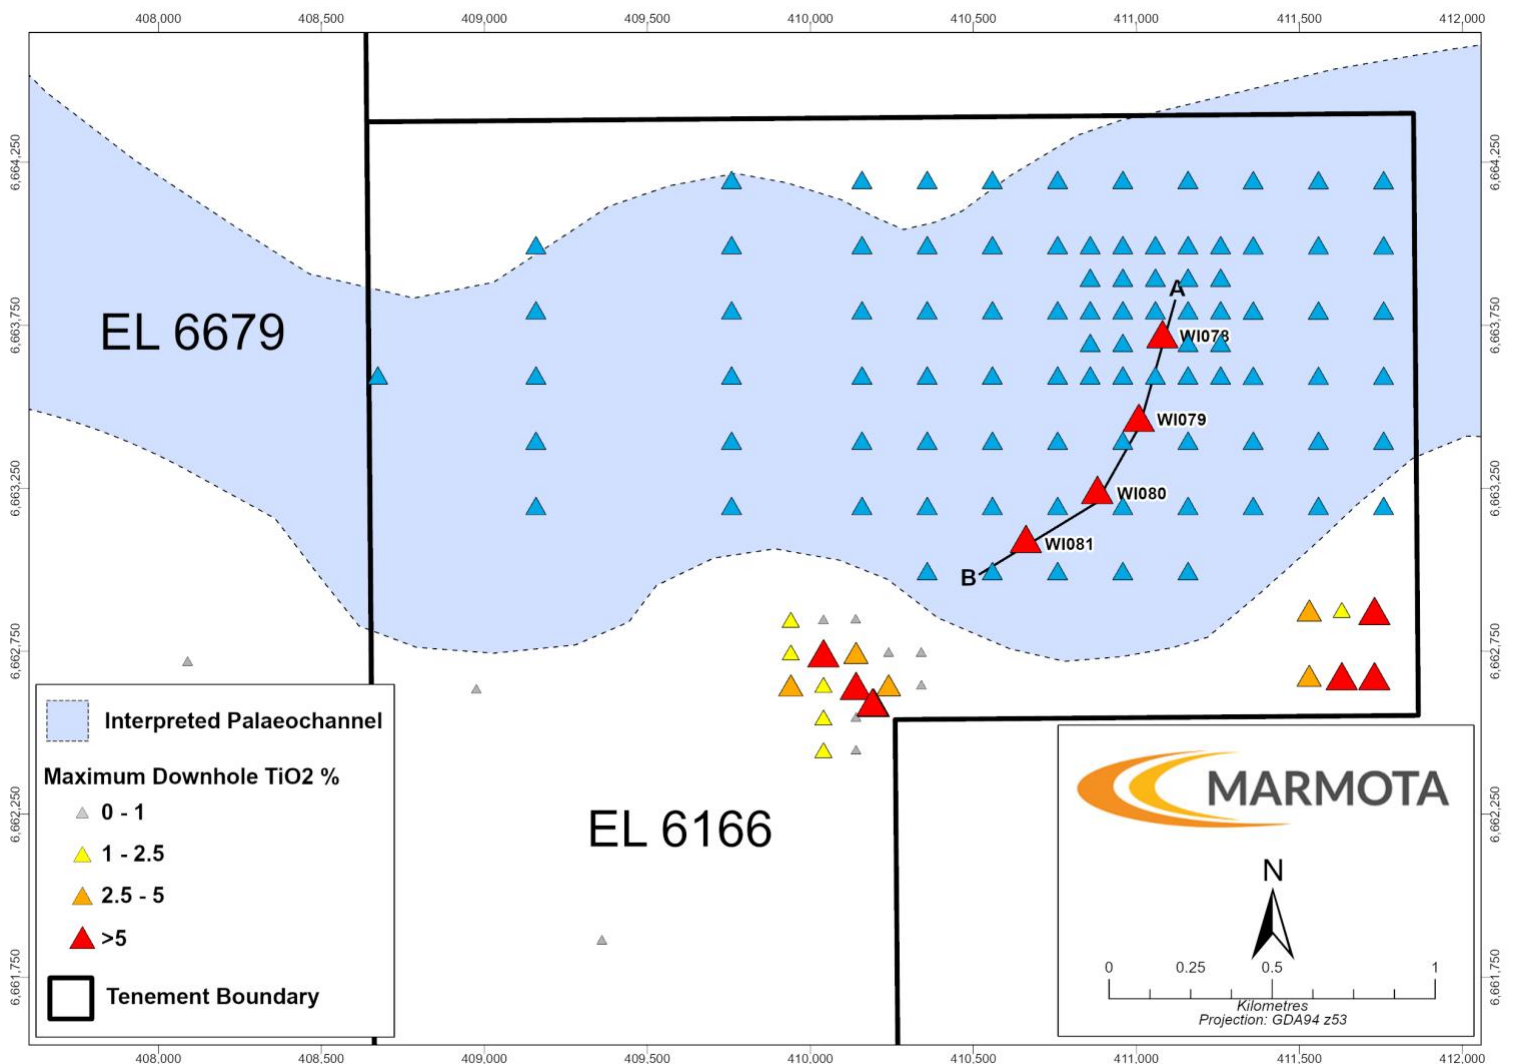 408,000
408,500
409,000
409,500
410,000
410,500
411,000
411,500
412,000
6,664,250
6,664,250
EL 6679
A
6,663,750
6,663,750
WI078
WI079
6,663,250
6,663,250
WI080
WI081
B
6,662,750
6,662,750
Interpreted Palaeochannel
Maximum Downhole TiO2 %
0 - 1
1 - 2.5
2.5 - 5
>5
Tenement Boundary
6,662,250
6,662,250
EL 6166
MARMOTA
N
6,661,750
6,661,750
0
0.25
0.5
1
Kilometres
Projection: GDA94 z53
408,000
408,500
409,000
409,500
410,000
410,500
411,000
411,500
412,000